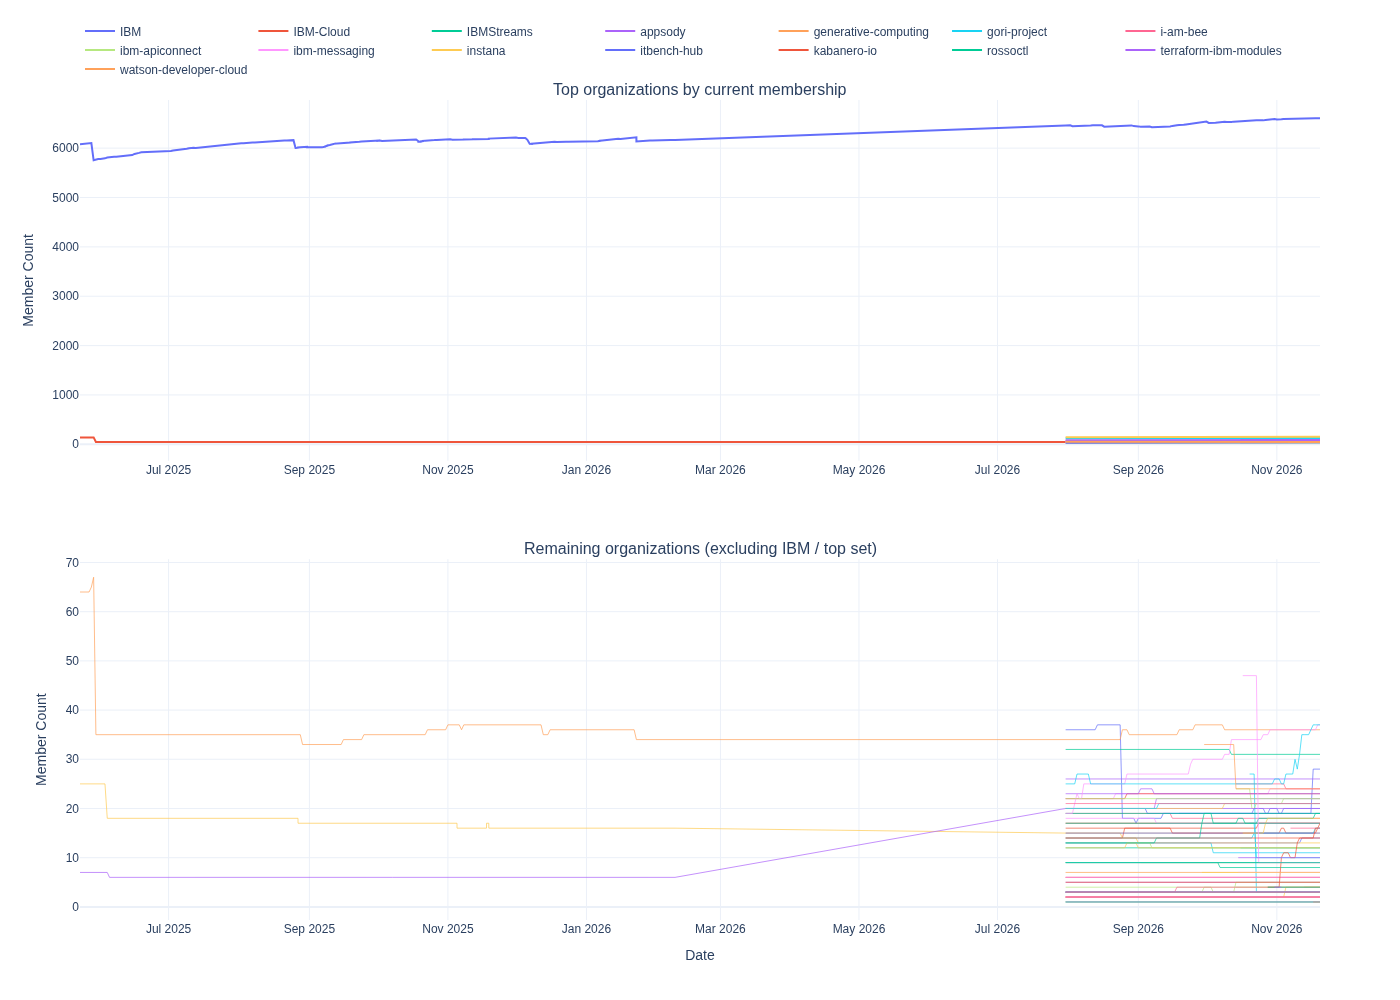 IBM IBM-Cloud IBMStreams appsody generative-computing gori-project i-am-bee
ibm-apiconnect ibm-messaging instana itbench-hub kabanero-io rossoctl terraform-ibm-modules
watson-developer-cloud
Top organizations by current membership
6000
5000
4000
3000
2000
1000
0
Member Count
Jul 2025 Sep 2025 Nov 2025 Jan 2026 Mar 2026 May 2026 Jul 2026 Sep 2026 Nov 2026
Remaining organizations (excluding IBM / top set)
70
60
50
40
30
20
10
0
Member Count
Jul 2025 Sep 2025 Nov 2025 Jan 2026 Mar 2026 May 2026 Jul 2026 Sep 2026 Nov 2026
Date